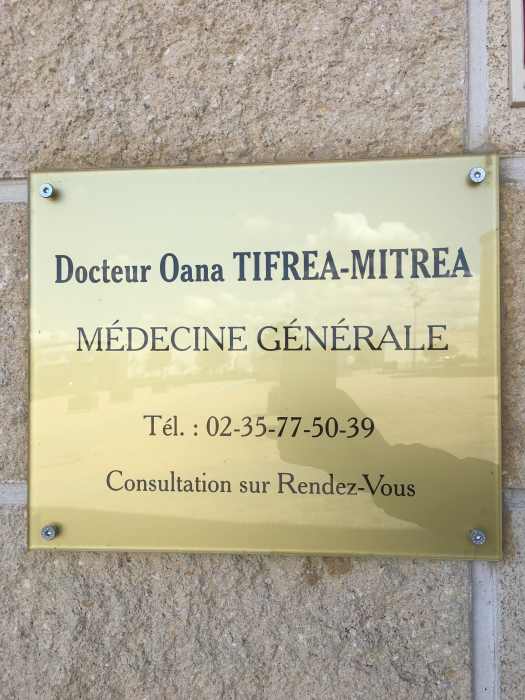 Docteur Oana TIFREA-MITREA
MÉDECINE GÉNÉRALE
Tél. : 02-35-77-50-39
Consultation sur Rendez-Vous